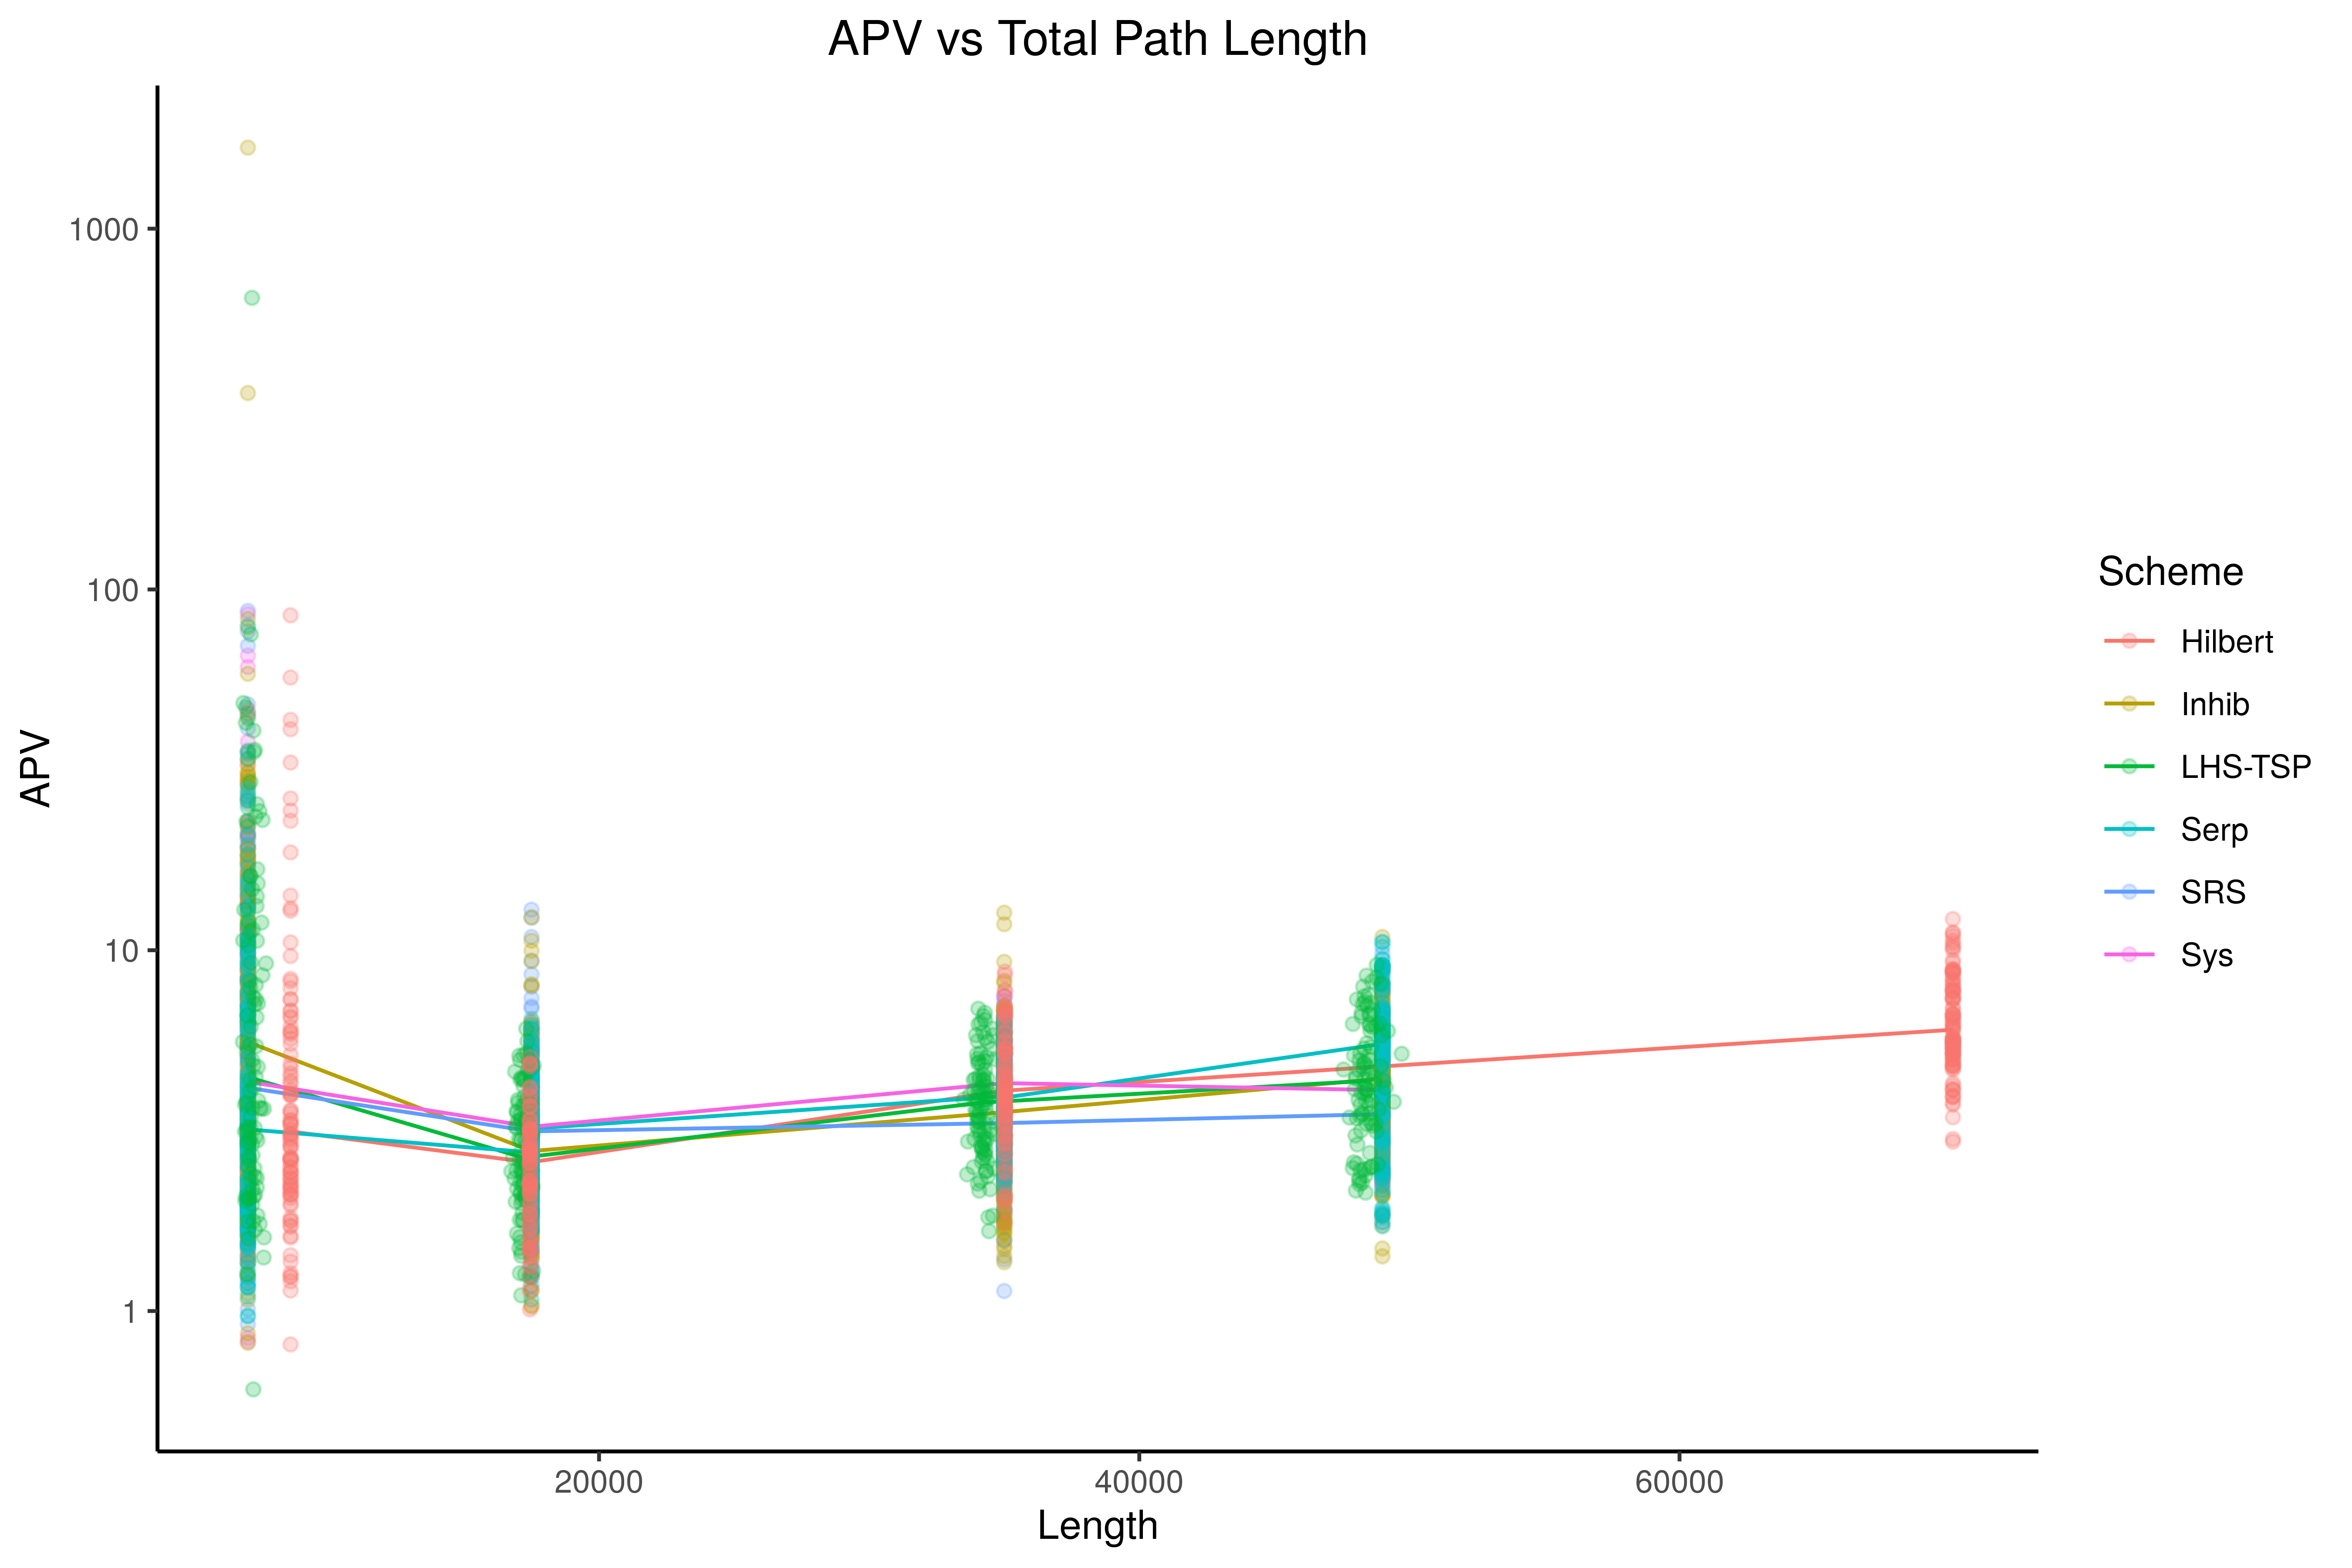 APV vs Total Path Length
1000
100
10
1
APV
20000
40000
60000
Length
Scheme
Hilbert
Inhib
LHS-TSP
Serp
SRS
Sys